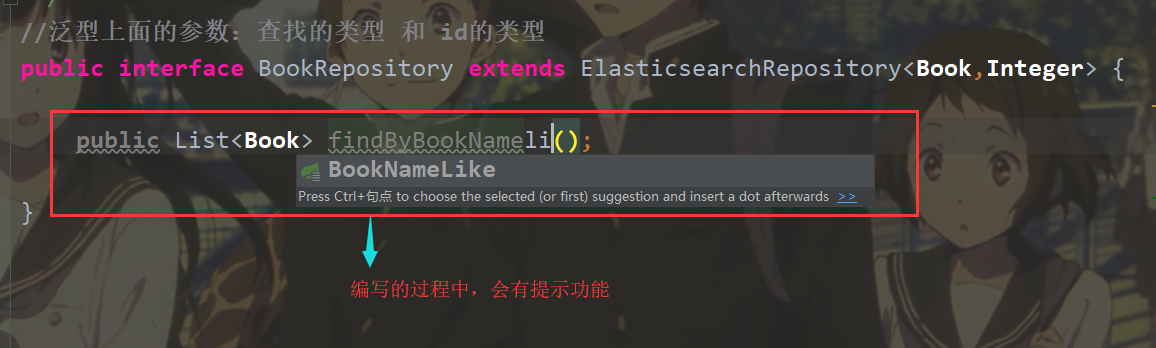 //泛型上面的参数：查找的类型 和 id的类型
public interface BookRepository extends ElasticsearchRepository<Book,Integer> {
public List<Book> findByBookNameli();
BookNameLike
Press Ctrl+句点 to choose the selected (or first) suggestion and insert a dot afterwards >>
}
编写的过程中，会有提示功能